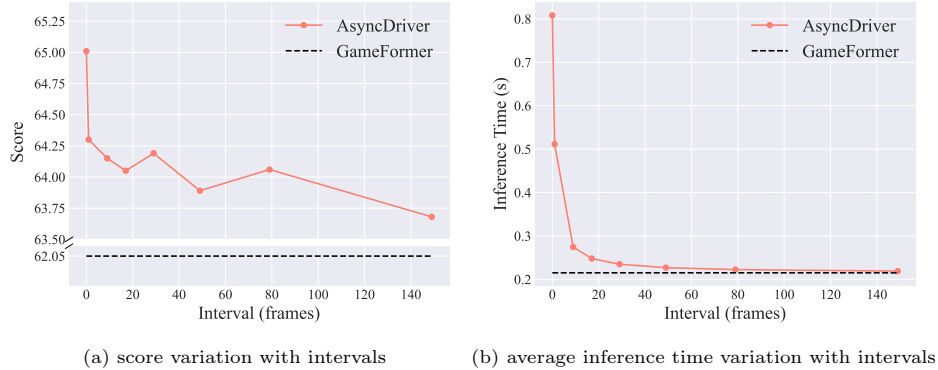 65.25
65.00
64.75
64.50
64.25
64.00
63.75
63.50
62.05
Score
0 20 40 60 80 100 120 140
Interval (frames)
AsyncDriver
GameFormer
(a) score variation with intervals
0.8
0.7
0.6
0.5
0.4
0.3
0.2
Inference Time (s)
0 20 40 60 80 100 120 140
Interval (frames)
AsyncDriver
GameFormer
(b) average inference time variation with intervals